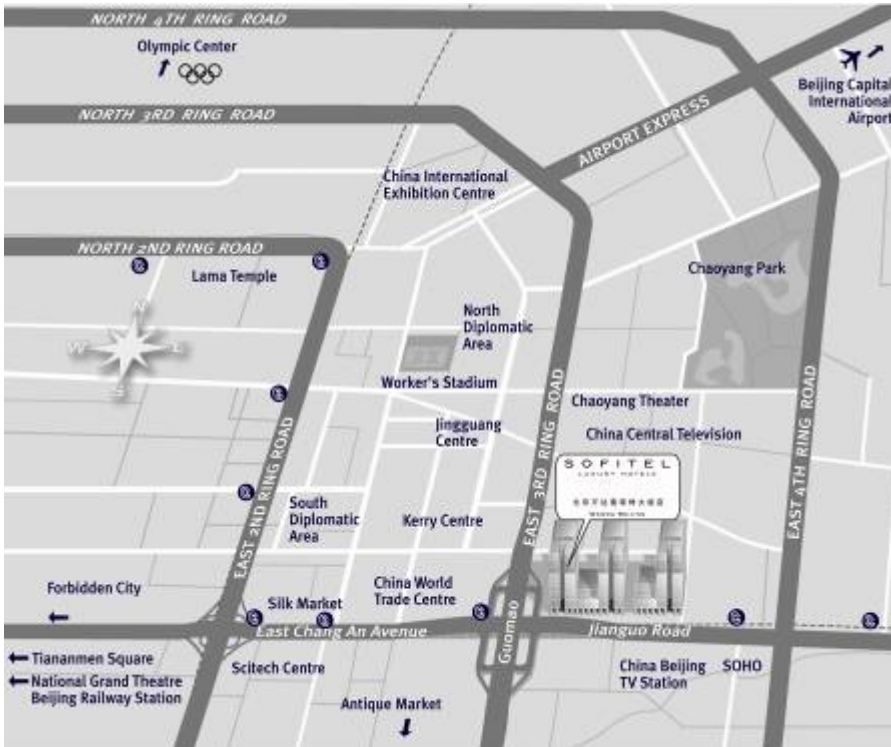 NORTH 4TH RING ROAD
Olympic Center
Beijing Capital
International
Airport
NORTH 3RD RING ROAD
AIRPORT EXPRESS
China International
Exhibition Centre
NORTH 2ND RING ROAD
Lama Temple
Chaoyang Park
N
W E
S
North
Diplomatic
Area
Worker's Stadium
Chaoyang Theater
Jingguang
Centre
China Central Television
EAST 2ND RING ROAD
EAST 3RD RING ROAD
EAST 4TH RING ROAD
SOFITEL
LUXURY HOTELS
South
Diplomatic
Area
Kerry Centre
Forbidden City
Silk Market
China World
Trade Centre
East Chang An Avenue
Guomao
Jianguo Road
Tiananmen Square
National Grand Theatre
Beijing Railway Station
Scitech Centre
China Beijing
TV Station
SOHO
Antique Market